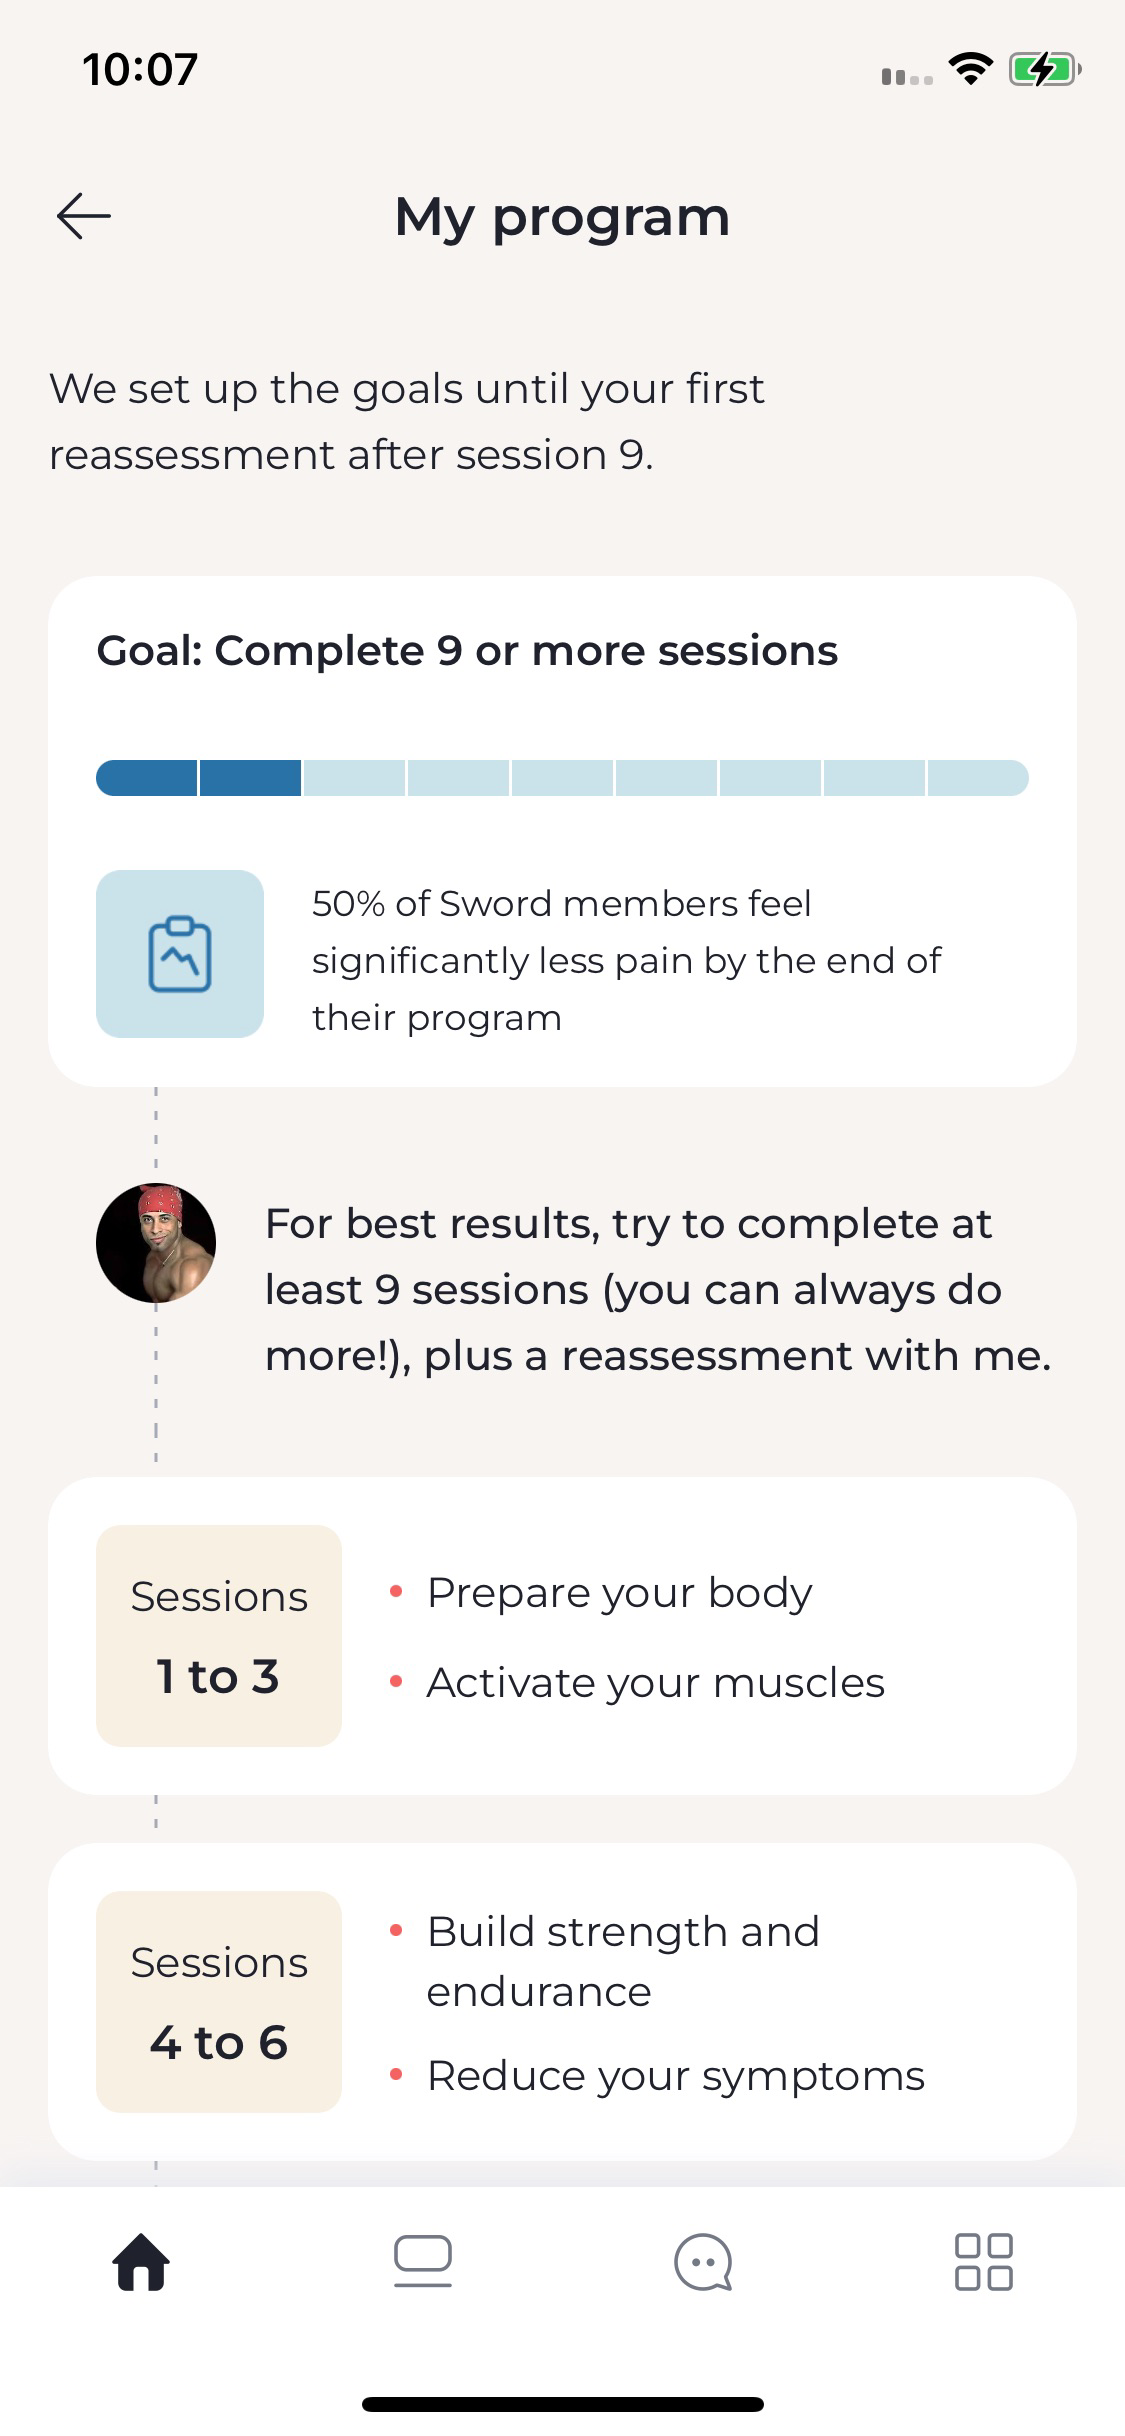 10:07
My program
We set up the goals until your first
reassessment after session 9.
Goal: Complete 9 or more sessions
50% of Sword members feel
significantly less pain by the end of
their program
For best results, try to complete at
least 9 sessions (you can always do
more!), plus a reassessment with me.
Sessions
1 to 3
Prepare your body
Activate your muscles
Sessions
4 to 6
Build strength and
endurance
Reduce your symptoms